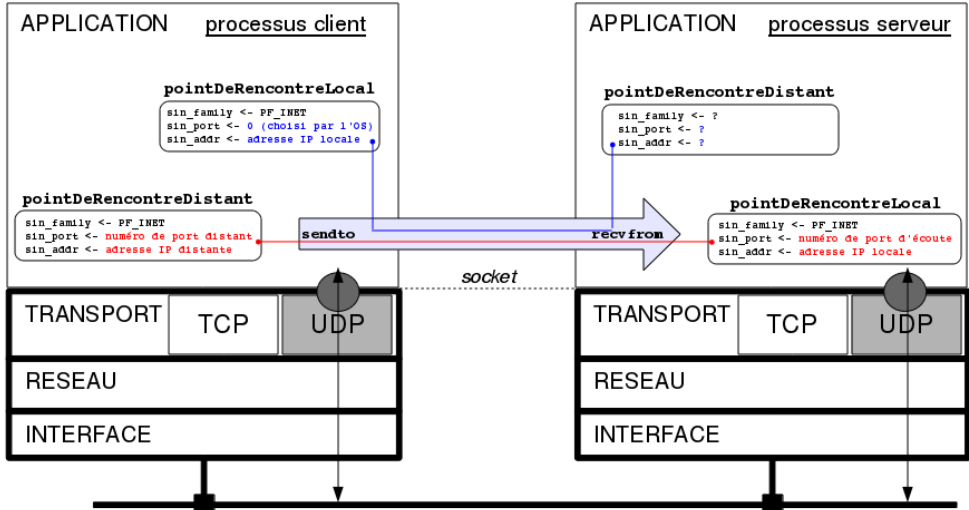 APPLICATION processus client
pointDeRencontreLocal
sin_family <- PF_INET
sin_port <- 0 (choisi par l'OS)
sin_addr <- adresse IP locale
pointDeRencontreDistant
sin_family <- PF_INET
sin_port <- numéro de port distant
sin_addr <- adresse IP distante
APPLICATION processus serveur
pointDeRencontreDistant
sin_family <- ?
sin_port <- ?
sin_addr <- ?
pointDeRencontreLocal
sin_family <- PF_INET
sin_port <- numéro de port d'écoute
sin_addr <- adresse IP locale
sendto recvfrom
socket
TRANSPORT TCP UDP
RESEAU
INTERFACE
TRANSPORT TCP UDP
RESEAU
INTERFACE